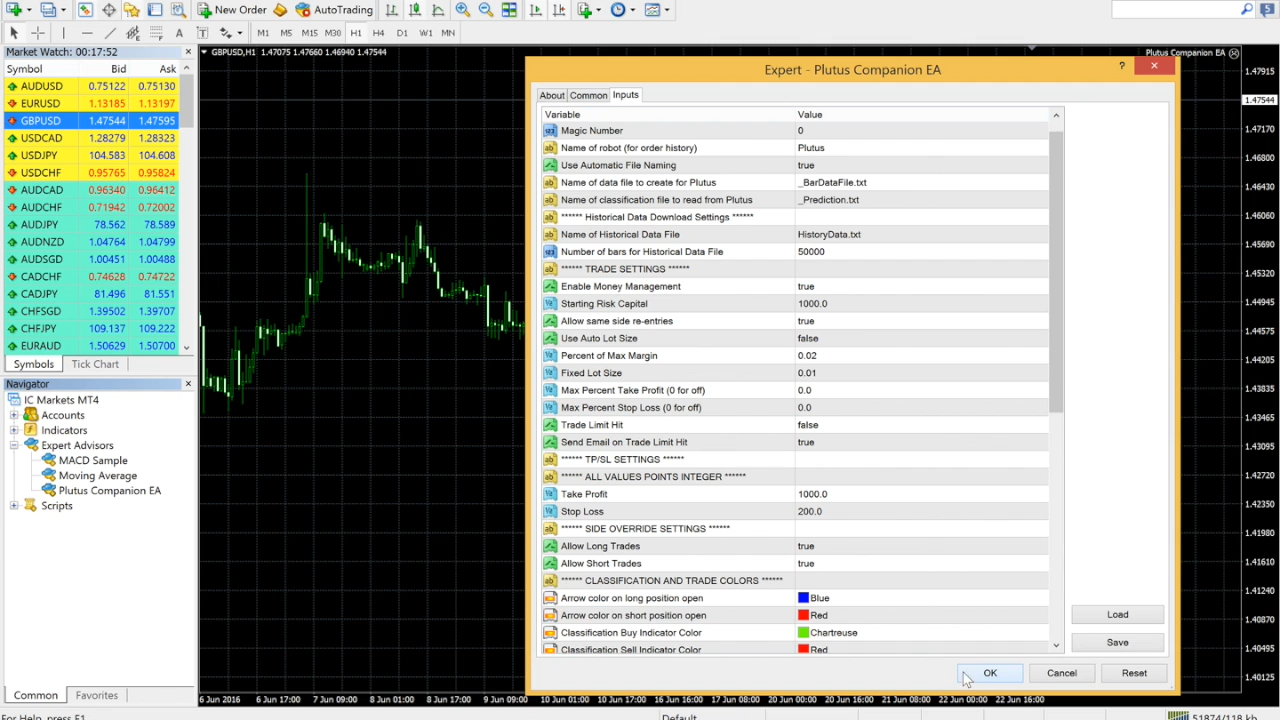 New Order
AutoTrading
5
A T M1 M5 M15 M30 H1 H4 D1 W1 MN
Market Watch: 00:17:52
Symbol Bid Ask
AUDUSD 0.75122 0.75130
EURUSD 1.13185 1.13197
GBPUSD 1.47544 1.47595
USDCAD 1.28279 1.28323
USDJPY 104.583 104.608
USDCHF 0.95765 0.95824
AUDCAD 0.96340 0.96412
AUDCHF 0.71942 0.72002
AUDJPY 78.562 78.589
AUDNZD 1.04764 1.04799
AUDSGD 1.00451 1.00488
CADCHF 0.74628 0.74722
CADJPY 81.496 81.551
CHFSGD 1.39502 1.39707
CHFJPY 109.137 109.222
EURAUD 1.50629 1.50700
Symbols Tick Chart
Navigator
IC Markets MT4
Accounts
Indicators
Expert Advisors
MACD Sample
Moving Average
Plutus Companion EA
Scripts
Common Favorites
For Help, press F1
GBPUSD,H1 1.47075 1.47660 1.46940 1.47544
Plutus Companion EA
Expert - Plutus Companion EA
?
About Common Inputs
Variable Value
Magic Number 0
Name of robot (for order history) Plutus
Use Automatic File Naming true
Name of data file to create for Plutus _BarDataFile.txt
Name of classification file to read from Plutus _Prediction.txt
****** Historical Data Download Settings ******
Name of Historical Data File HistoryData.txt
Number of bars for Historical Data File 50000
****** TRADE SETTINGS ******
Enable Money Management true
Starting Risk Capital 1000.0
Allow same side re-entries true
Use Auto Lot Size false
Percent of Max Margin 0.02
Fixed Lot Size 0.01
Max Percent Take Profit (0 for off) 0.0
Max Percent Stop Loss (0 for off) 0.0
Trade Limit Hit false
Send Email on Trade Limit Hit true
****** TP/SL SETTINGS ******
****** ALL VALUES POINTS INTEGER ******
Take Profit 1000.0
Stop Loss 200.0
****** SIDE OVERRIDE SETTINGS ******
Allow Long Trades true
Allow Short Trades true
****** CLASSIFICATION AND TRADE COLORS ******
Arrow color on long position open Blue
Arrow color on short position open Red
Classification Buy Indicator Color Chartreuse
Classification Sell Indicator Color Red
Load
Save
OK Cancel Reset
1.47915
1.47544
1.47170
1.46800
1.46430
1.46060
1.45690
1.45320
1.44945
1.44575
1.44205
1.43835
1.43465
1.43095
1.42720
1.42350
1.41980
1.41610
1.41240
1.40870
1.40495
1.40125
6 Jun 2016 7 Jun 09:00 8 Jun 01:00 8 Jun 17:00 9 Jun 09:00 10 Jun 01:00 10 Jun 17:00 13 Jun 09:00 14 Jun 01:00 14 Jun 17:00 15 Jun 09:00 16 Jun 01:00 16 Jun 17:00 17 Jun 08:00 20 Jun 00:00 20 Jun 16:00 21 Jun 08:00 22 Jun 00:00 22 Jun 16:00
Default
51874/118 kb